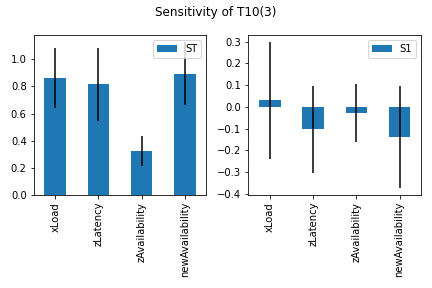 Sensitivity of T10(3)
ST
1.0
0.8
0.6
0.4
0.2
0.0
xLoad
zLatency
zAvailability
newAvailability
S1
0.3
0.2
0.1
0.0
-0.1
-0.2
-0.3
-0.4
xLoad
zLatency
zAvailability
newAvailability